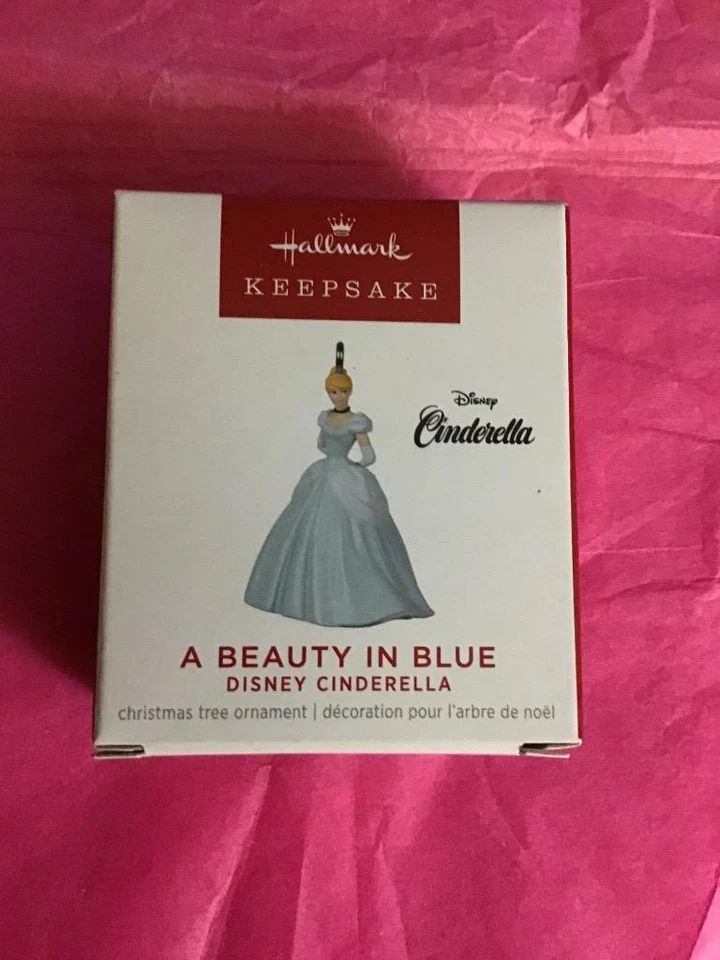 Hallmark
KEEPSAKE
Disney
Cinderella
A BEAUTY IN BLUE
DISNEY CINDERELLA
christmas tree ornament | décoration pour l'arbre de noël